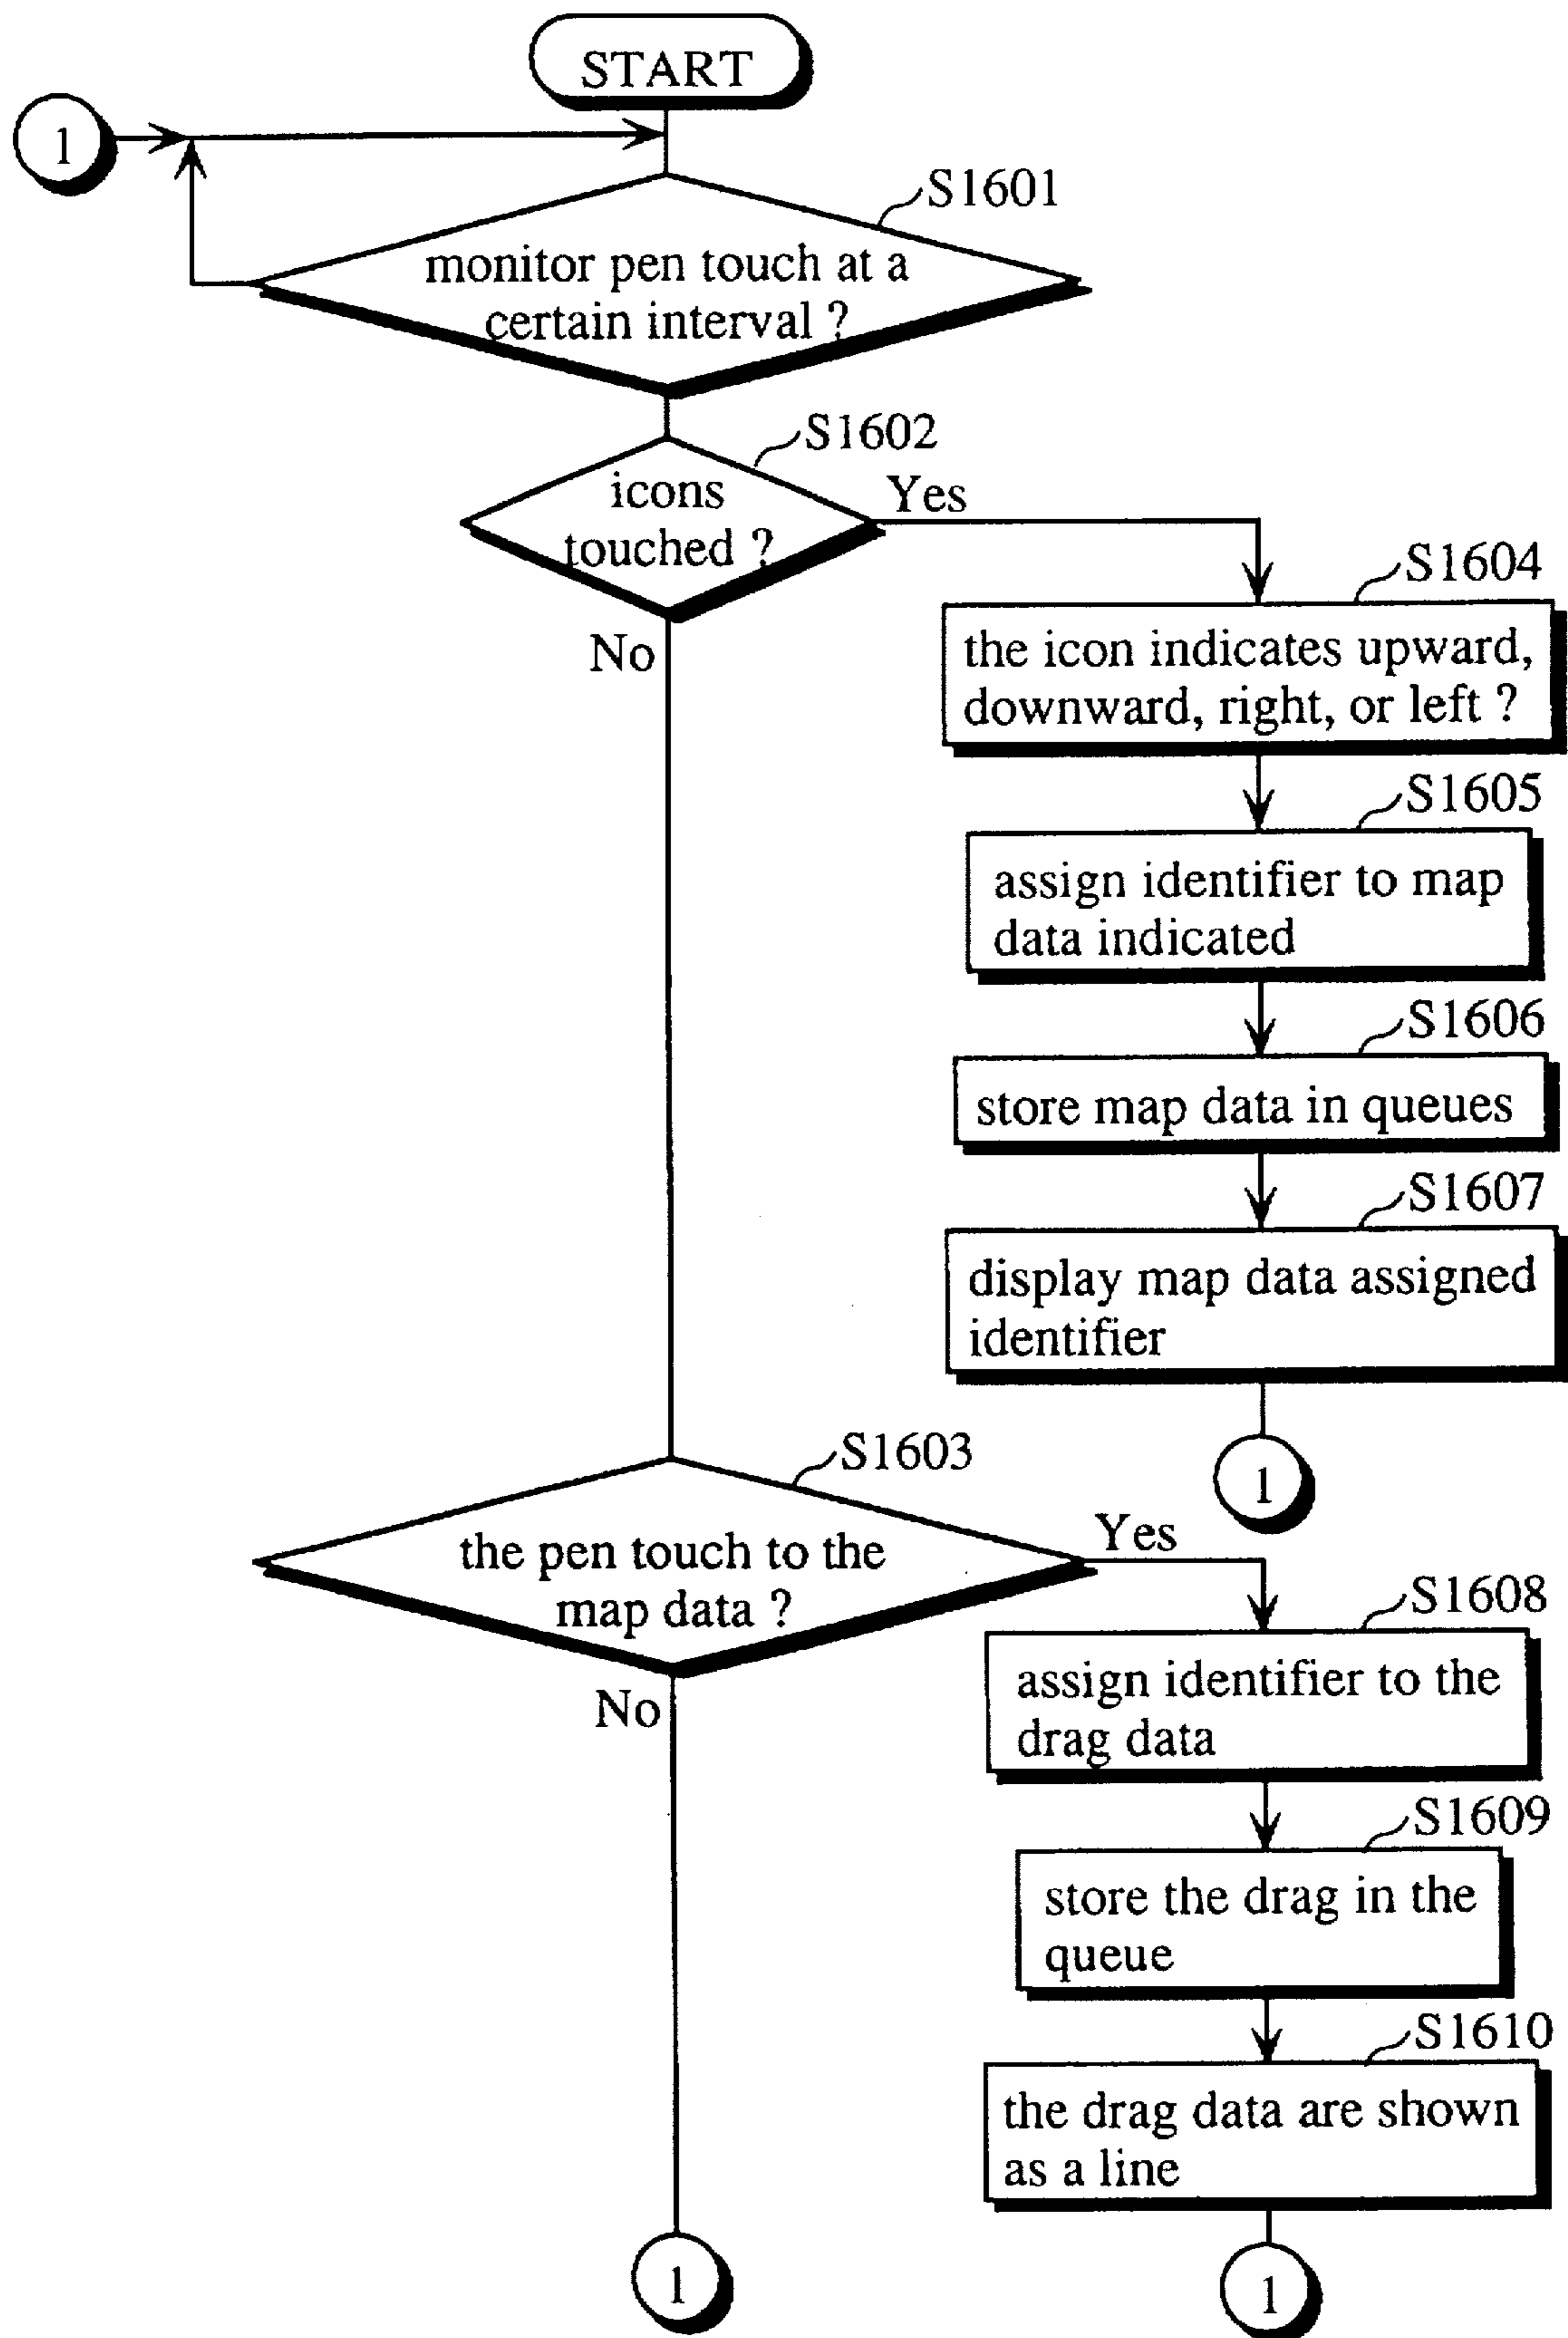 START
1
S1601
monitor pen touch at a
certain interval ?
S1602
icons
touched ?
Yes
No
S1604
the icon indicates upward,
downward, right, or left ?
S1605
assign identifier to map
data indicated
S1606
store map data in queues
S1607
display map data assigned
identifier
1
S1603
the pen touch to the
map data ?
Yes
No
S1608
assign identifier to the
drag data
S1609
store the drag in the
queue
S1610
the drag data are shown
as a line
1
1